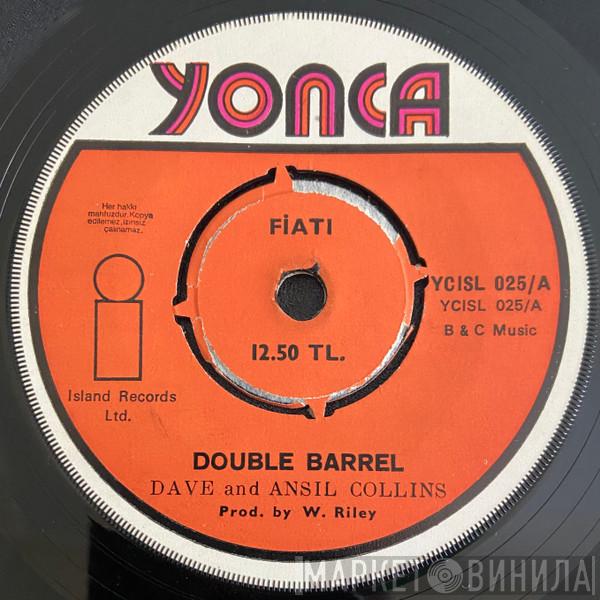 YONCA
Her hakkı
mahfuzdur.Kopya
edilemez,izinsiz
çalınamaz.
FİATI
YCISL 025/A
YCISL 025/A
B & C Music
12.50 TL.
Island Records
Ltd.
DOUBLE BARREL
DAVE and ANSIL COLLINS
Prod. by W. Riley
МАРКЕТ ВИНИЛА